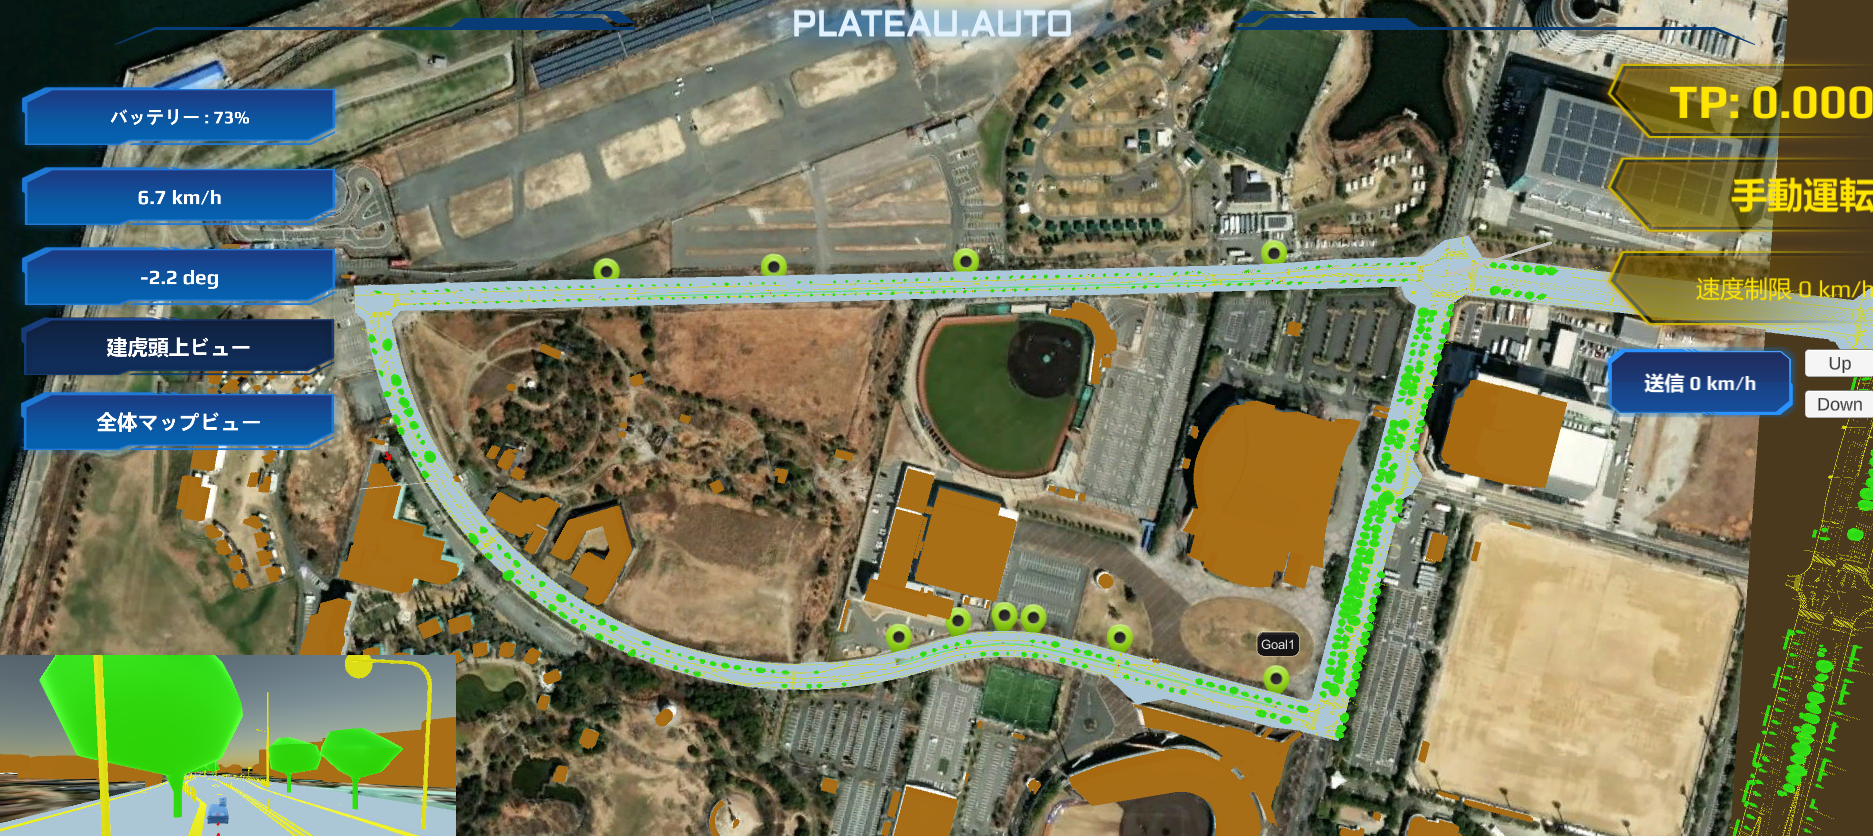 PLATEAU.AUTO
バッテリー : 73%
TP: 0.000
6.7 km/h
手動運転
-2.2 deg
速度制限 0 km/h
建虎頭上ビュー
送信 0 km/h
Up
Down
全体マップビュー
Goal1